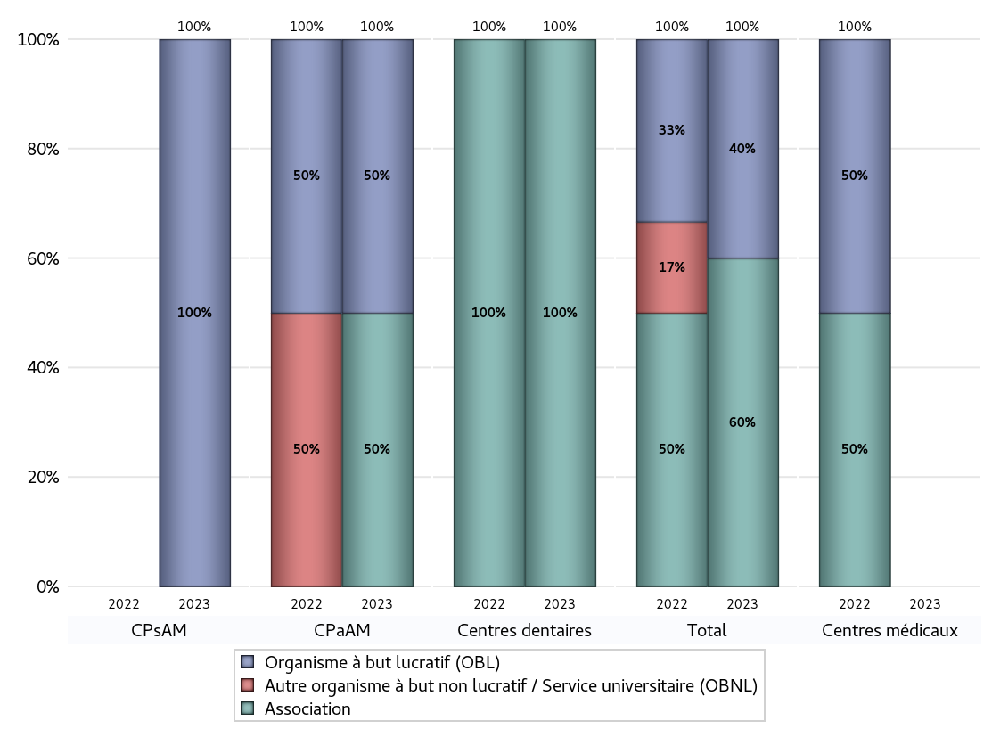 100% 100% 100% 100% 100% 100% 100% 100%
100%
33%
80%
40%
50% 50% 50%
60%
17%
100% 100% 100%
40%
60%
50% 50% 50% 50%
20%
0%
2022 2023 2022 2023 2022 2023 2022 2023 2022 2023
CPsAM CPaAM Centres dentaires Total Centres médicaux
Organisme à but lucratif (OBL)
Autre organisme à but non lucratif / Service universitaire (OBNL)
Association